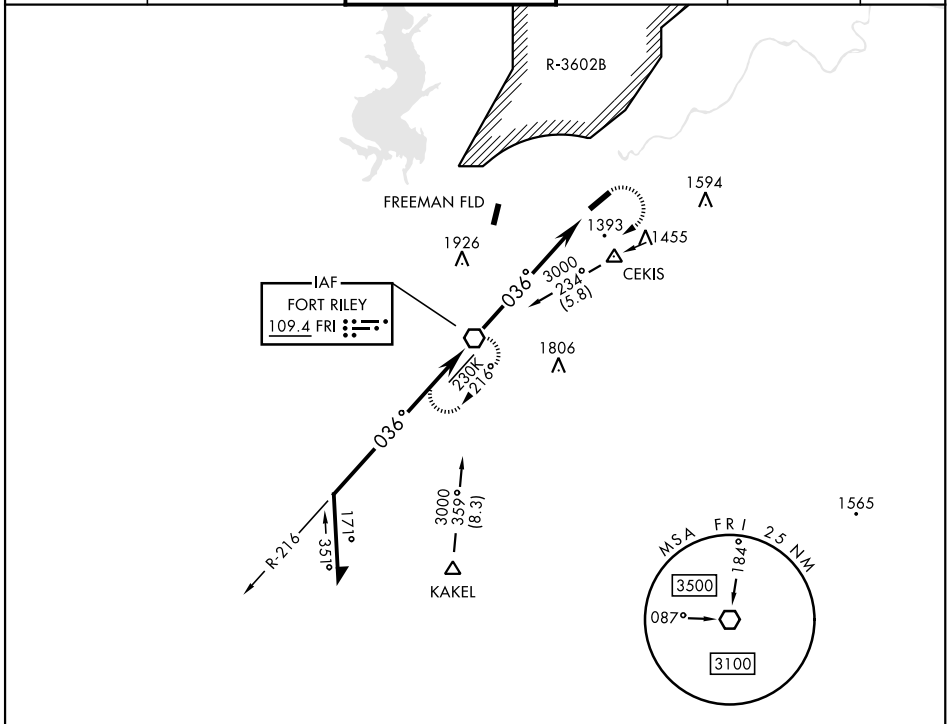 R-3602B
1594
FREEMAN FLD
1393
1455
1926
CEKIS
036°
3000
234°
(5.8)
IAF
FORT RILEY
109.4 FRI
1806
230K
216°
036°
3000
359°
(8.3)
KAKEL
R-216
351°
171°
1565
MSA FRI 25 NM
184°
3500
087°
3100